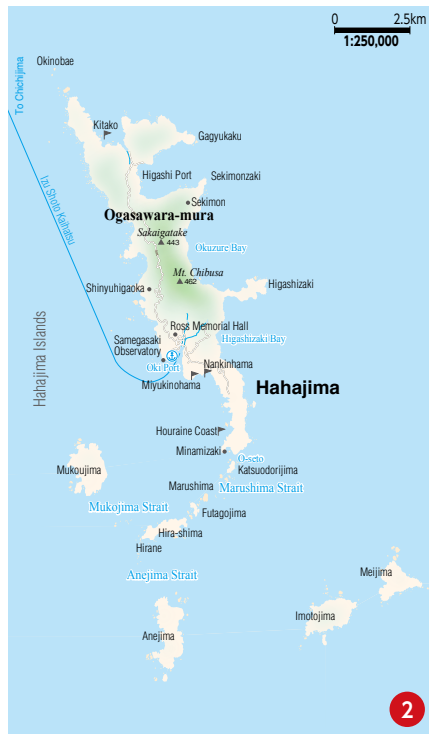 0 2.5km
1:250,000
Okinobae
To Chichijima
Kitako
Gagyukaku
Higashi Port
Sekimonzaki
Izu Shoto Kaihatsu
Sekimon
Ogasawara-mura
Sakaigatake
443
Okuzure Bay
Mt. Chibusa
462
Shinyuhigaoka
Higashizaki
Hahajima Islands
Ross Memorial Hall
Samegasaki
Observatory
Higashizaki Bay
Oki Port
Nankinhama
Miyukinohama
Hahajima
Houraine Coast
Minamizaki
O-seto
Mukoujima
Katsuodorijima
Marushima
Marushima Strait
Mukojima Strait
Futagojima
Hira-shima
Hirane
Anejima Strait
Meijima
Imotojima
Anejima
2